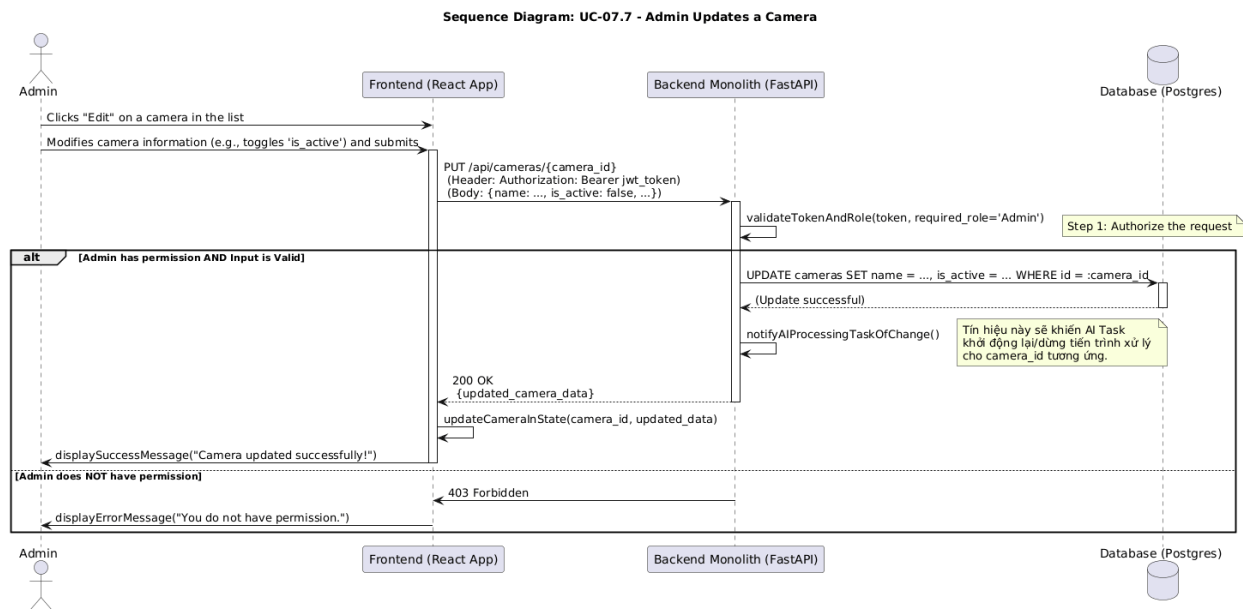 Sequence Diagram: UC-07.7 - Admin Updates a Camera
Admin
Frontend (React App)
Backend Monolith (FastAPI)
Database (Postgres)
Clicks "Edit" on a camera in the list
Modifies camera information (e.g., toggles 'is_active') and submits
PUT /api/cameras/{camera_id}
(Header: Authorization: Bearer jwt_token)
(Body: {name: ..., is_active: false, ...})
validateTokenAndRole(token, required_role='Admin')
Step 1: Authorize the request
alt
[Admin has permission AND Input is Valid]
UPDATE cameras SET name = ..., is_active = ... WHERE id = :camera_id
(Update successful)
notifyAIProcessingTaskOfChange()
Tín hiệu này sẽ khiến AI Task
khởi động lại/dừng tiến trình xử lý
cho camera_id tương ứng.
200 OK
{updated_camera_data}
updateCameraInState(camera_id, updated_data)
displaySuccessMessage("Camera updated successfully!")
[Admin does NOT have permission]
403 Forbidden
displayErrorMessage("You do not have permission.")
Admin
Frontend (React App)
Backend Monolith (FastAPI)
Database (Postgres)